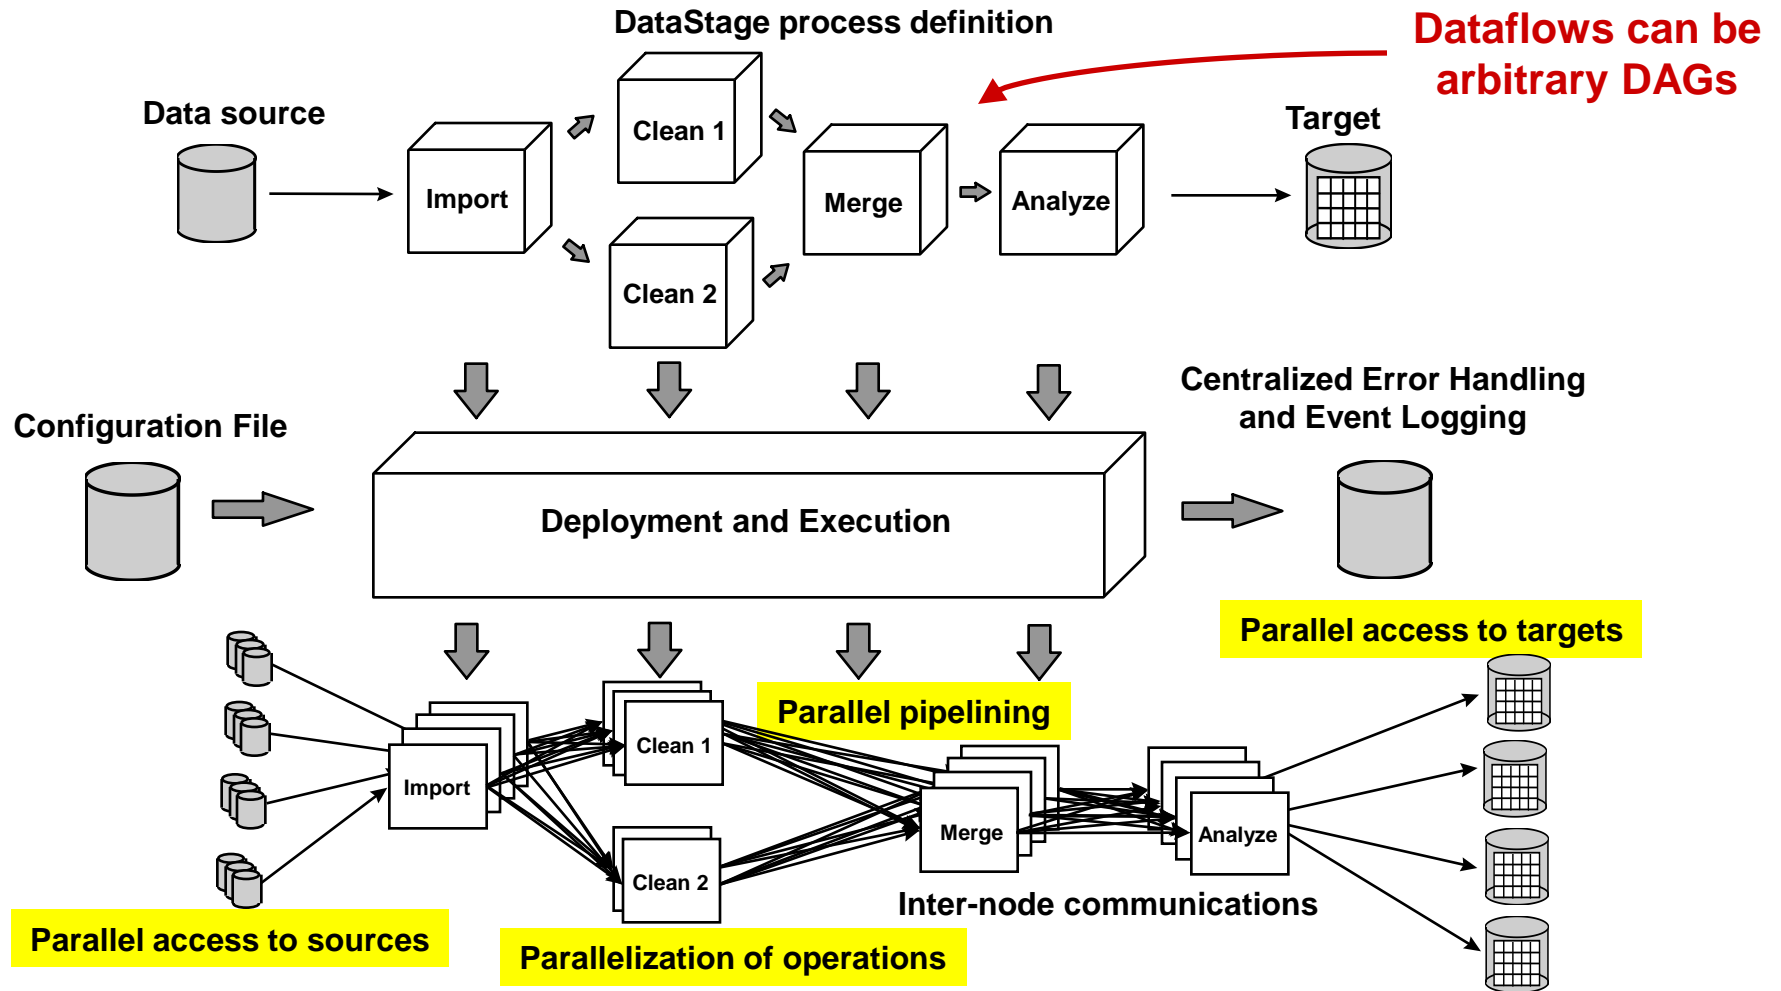 DataStage process definition
Dataflows can be
arbitrary DAGs
Data source
Target
Clean 1
Import
Merge
Analyze
Clean 2
Centralized Error Handling
and Event Logging
Configuration File
Deployment and Execution
Parallel access to targets
Parallel pipelining
Clean 1
Import
Merge
Analyze
Clean 2
Inter-node communications
Parallel access to sources
Parallelization of operations